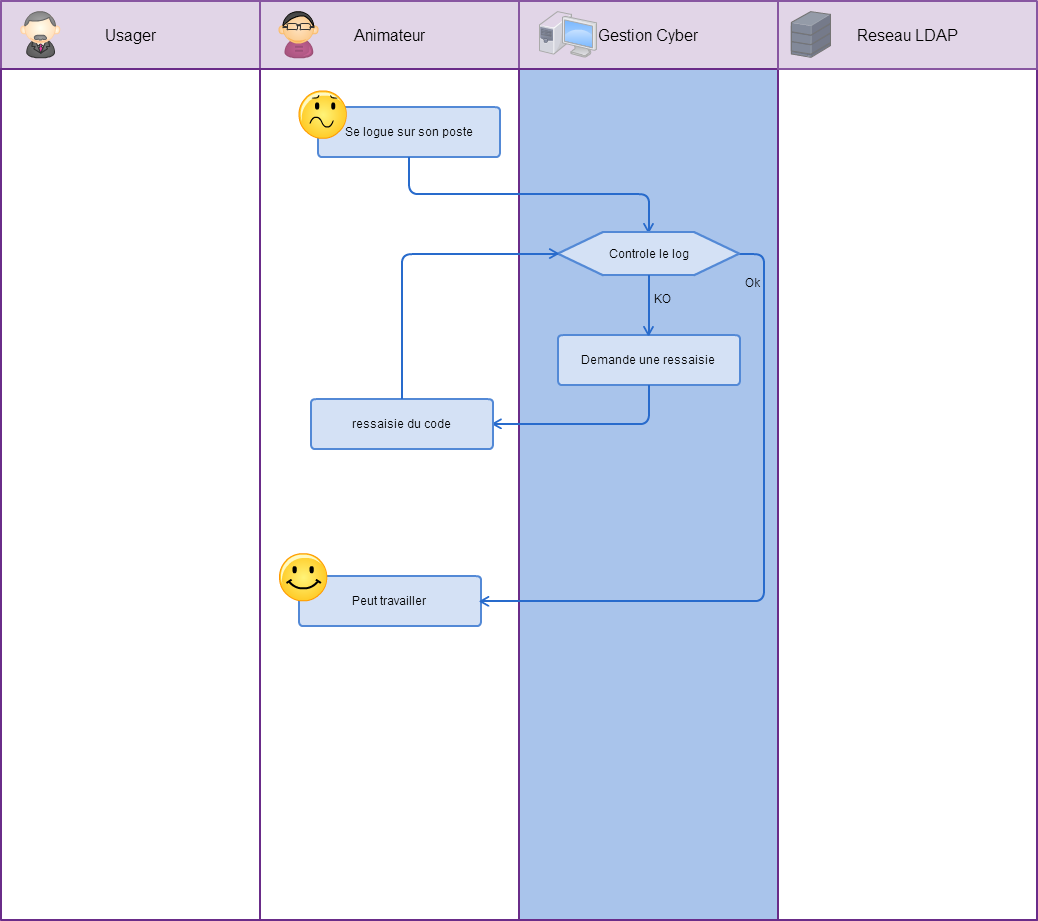 Usager
Animateur
Gestion Cyber
Reseau LDAP
Se logue sur son poste
Controle le log
Ok
KO
Demande une ressaisie
ressaisie du code
Peut travailler